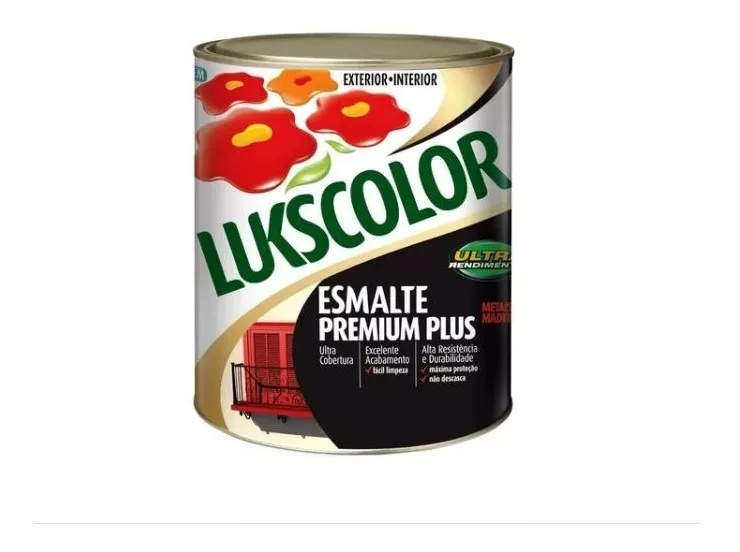 EXTERIOR•INTERIOR
LUKSCOLOR
ULTRA
ESMALTE
PREMIUM PLUS
Ultra
Cobertura
Excelente
Acabamento
✓ fácil limpeza
Alta Resistência
e Durabilidade
✓ máxima proteção
✓ não descasca